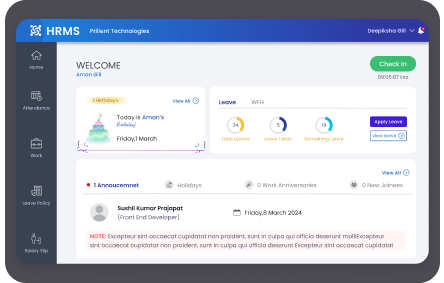 HRMS
Prilient Technologies
Deepiksha Gill
Home
Attendance
Work
Leave Policy
Salary Slip
WELCOME
Aman Gill
Check In
09:05:07 Hrs
2 Birthday's
View All
Today is Aman's
Birthday!
Friday,1 March
Leave
WFH
34
5
19
Total Leaves
Leave Taken
Remaining Leave
Apply Leave
view leave
View All
1 Annoucemnet
Holidays
0 Work Anniversaries
0 New Joinees
Sushil Kumar Prajapat
(Front End Developer)
Friday,8 March 2024
NOTE: Excepteur sint occaecat cupidatat non proident, sunt in culpa qui officia deserunt mollExcepteur
sint occaecat cupidatat non proident, sunt in culpa qui officia deserunt Excepteur sint occaecat cupidatat